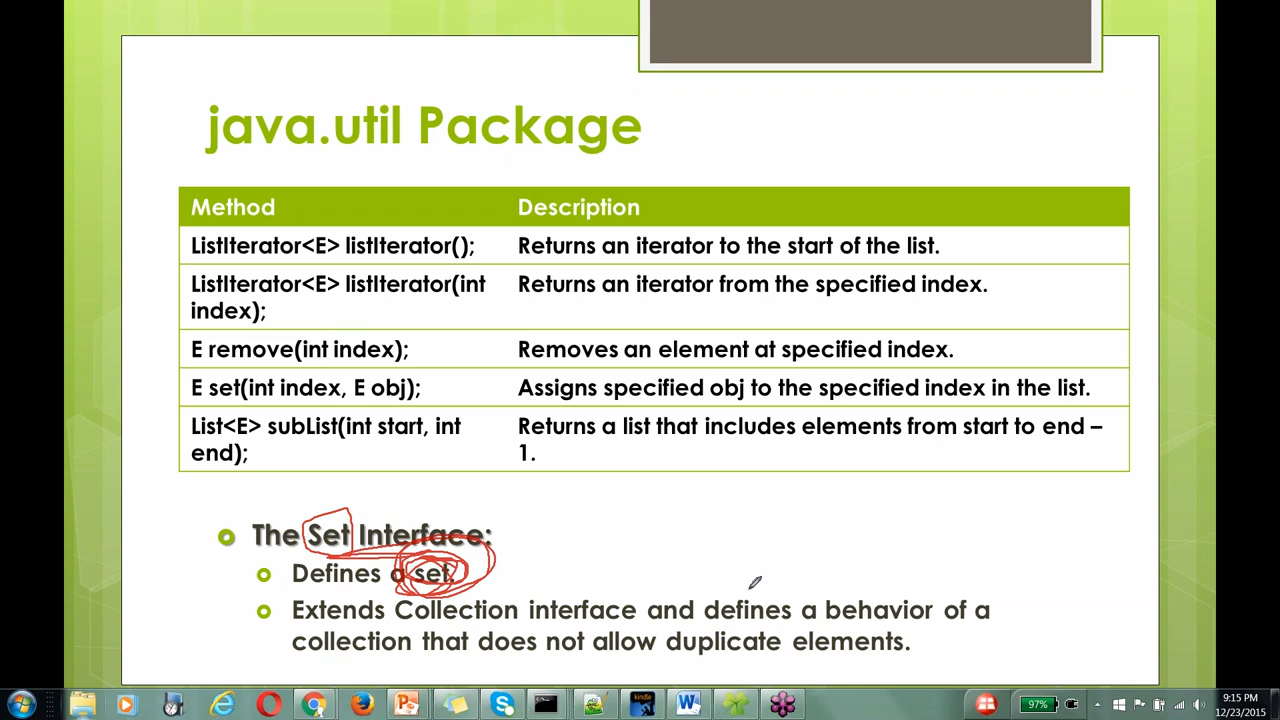 java.util Package
Method Description
ListIterator<E> listIterator(); Returns an iterator to the start of the list.
ListIterator<E> listIterator(int Returns an iterator from the specified index.
index);
E remove(int index); Removes an element at specified index.
E set(int index, E obj); Assigns specified obj to the specified index in the list.
List<E> subList(int start, int Returns a list that includes elements from start to end –
end); 1.
The Set Interface:
Defines a set.
Extends Collection interface and defines a behavior of a
collection that does not allow duplicate elements.
97% 9:15 PM
12/23/2015